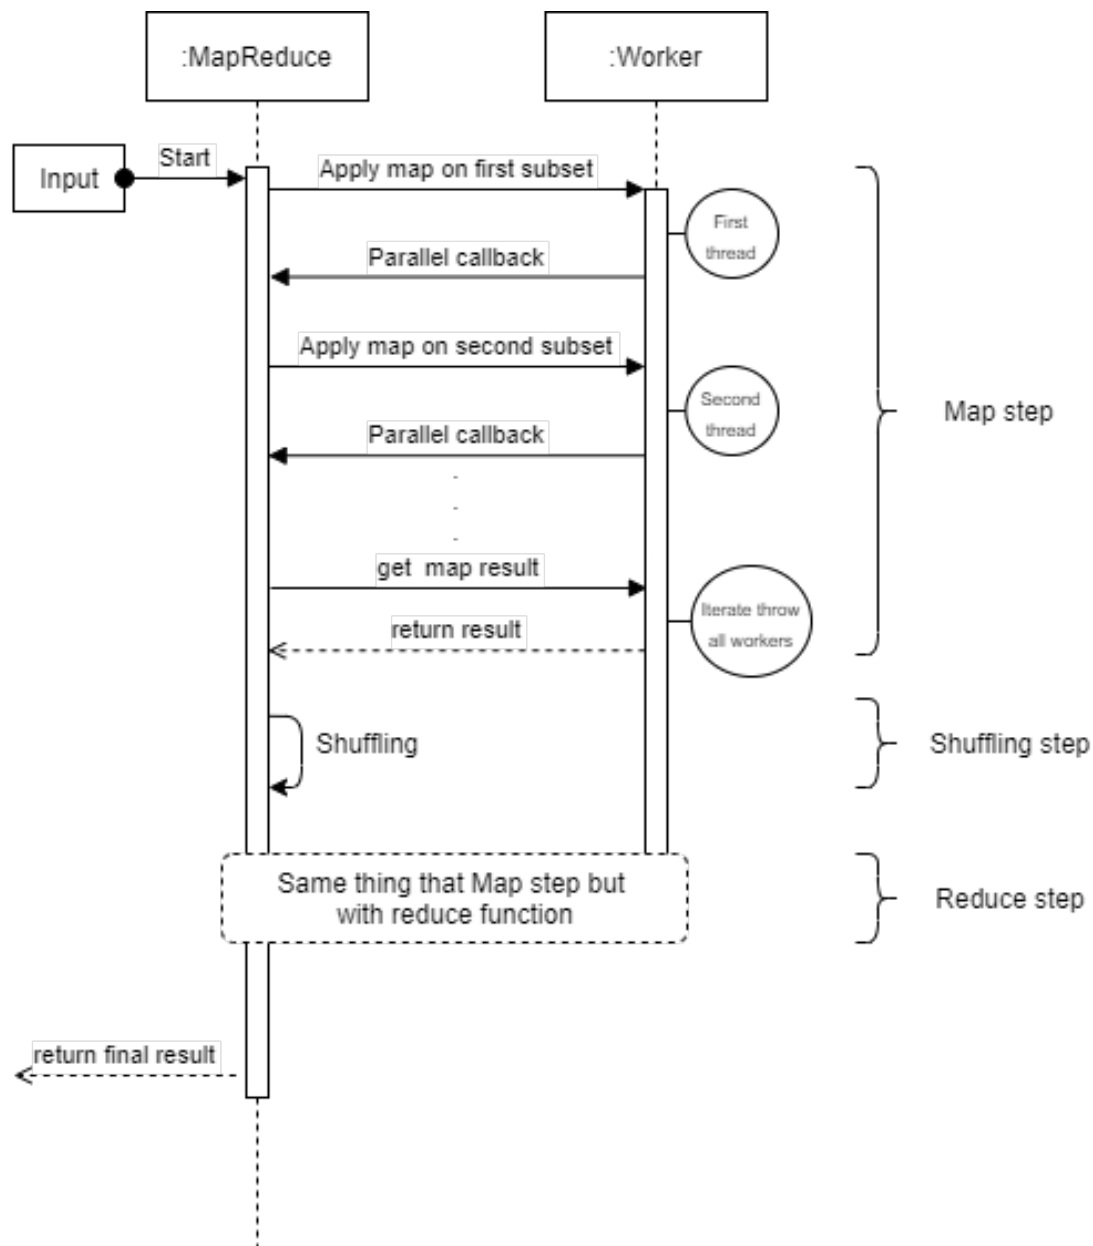 :MapReduce
:Worker
Input
Start
Apply map on first subset
First
thread
Parallel callback
Apply map on second subset
Second
thread
Parallel callback
Map step
get  map result
Iterate throw
all workers
return result
Shuffling
Shuffling step
Same thing that Map step but
with reduce function
Reduce step
return final result